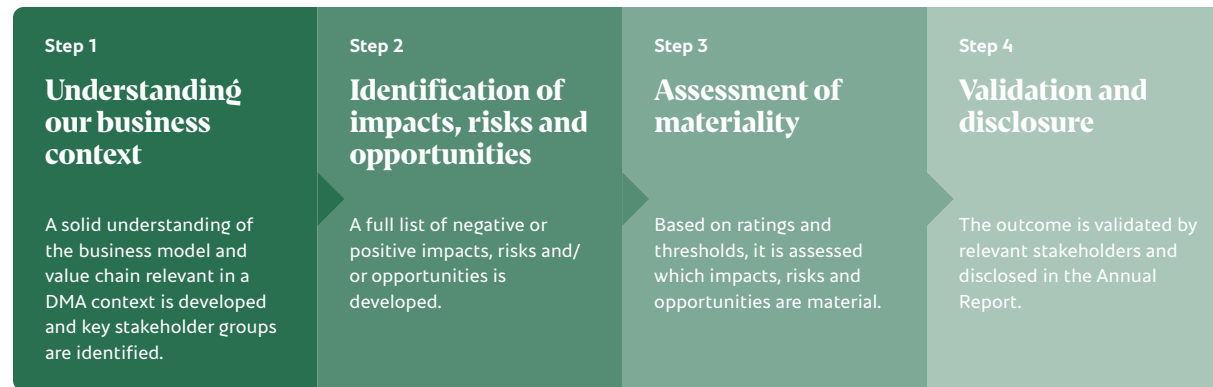 Step 1
Understanding
our business
context
A solid understanding of
the business model and
value chain relevant in a
DMA context is developed
and key stakeholder groups
are identified.
Step 2
Identification of
impacts, risks and
opportunities
A full list of negative or
positive impacts, risks and/
or opportunities is
developed.
Step 3
Assessment of
materiality
Based on ratings and
thresholds, it is assessed
which impacts, risks and
opportunities are material.
Step 4
Validation and
disclosure
The outcome is validated by
relevant stakeholders and
disclosed in the Annual
Report.